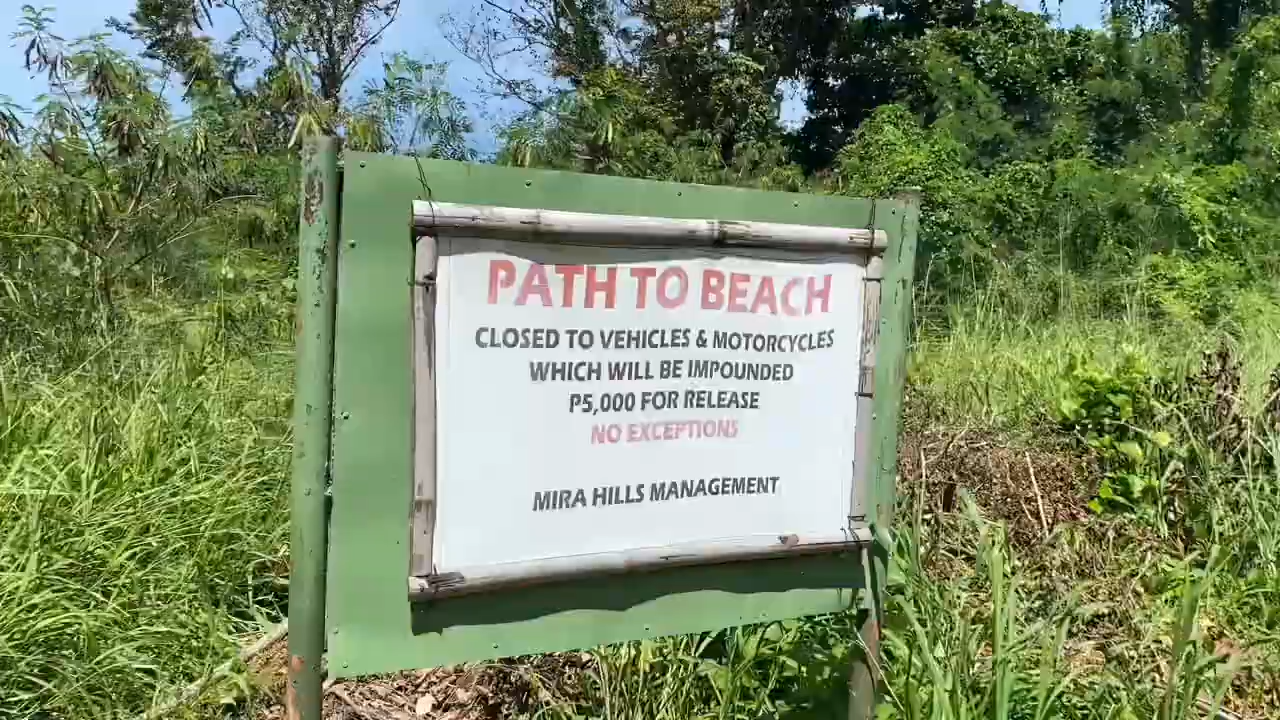 PATH TO BEACH
CLOSED TO VEHICLES & MOTORCYCLES
WHICH WILL BE IMPOUNDED
P5,000 FOR RELEASE
NO EXCEPTIONS
MIRA HILLS MANAGEMENT